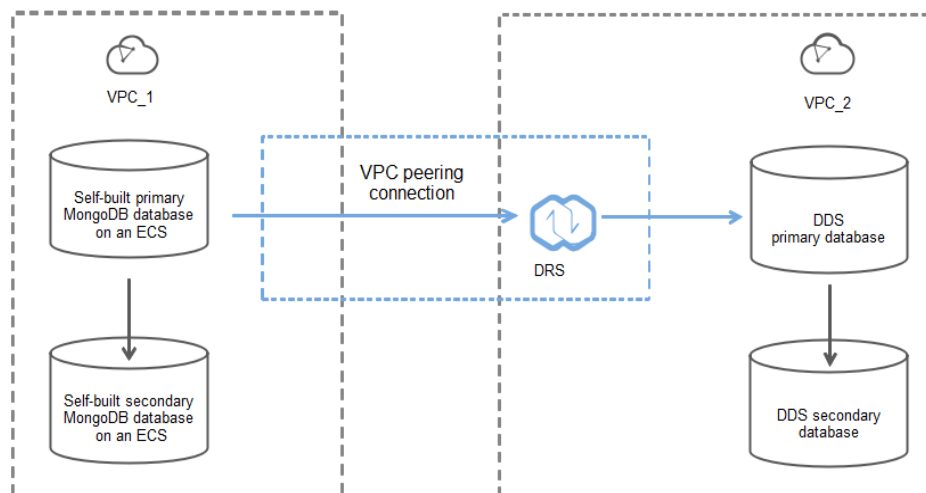 VPC_1
VPC_2
Self-built primary
MongoDB database
on an ECS
VPC peering
connection
DRS
DDS
primary database
Self-built secondary
MongoDB database
on an ECS
DDS secondary
database